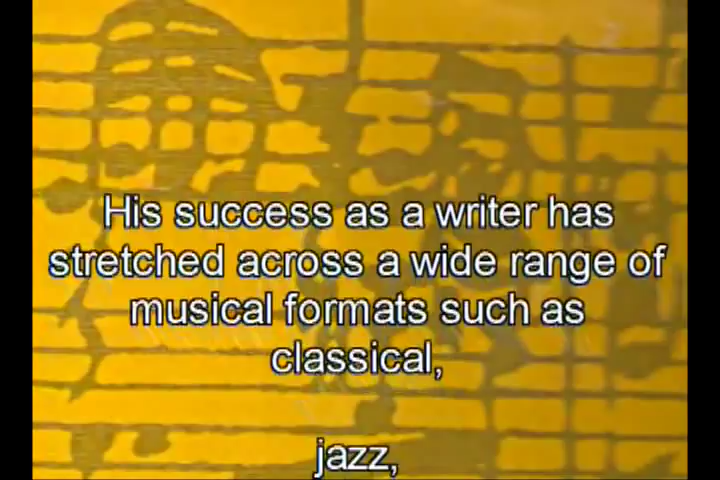 His success as a writer has
stretched across a wide range of
musical formats such as
classical,
jazz,